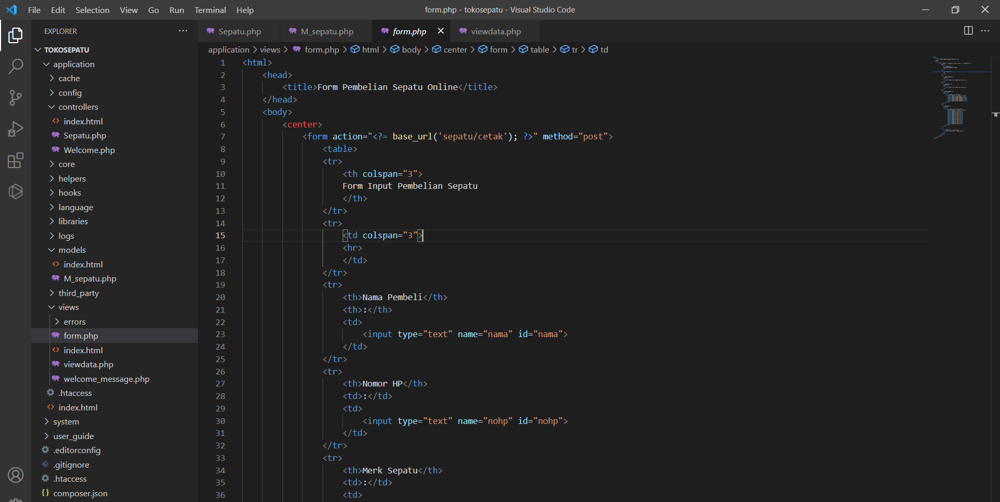 File Edit Selection View Go Run Terminal Help
form.php - tokosepatu - Visual Studio Code
EXPLORER
TOKOSEPATU
application
cache
config
controllers
index.html
Sepatu.php
Welcome.php
core
helpers
hooks
language
libraries
logs
models
index.html
M_sepatu.php
third_party
views
errors
form.php
index.html
viewdata.php
welcome_message.php
.htaccess
index.html
system
user_guide
.editorconfig
.gitignore
.htaccess
composer.json
Sepatu.php M_sepatu.php form.php viewdata.php
application > views > form.php > html > body > center > form > table > tr > td
1 <html>
2 <head>
3 <title>Form Pembelian Sepatu Online</title>
4 </head>
5 <body>
6 <center>
7 <form action="<?= base_url('sepatu/cetak'); ?>" method="post">
8 <table>
9 <tr>
10 <th colspan="3">
11 Form Input Pembelian Sepatu
12 </th>
13 </tr>
14 <tr>
15 <td colspan="3">
16 <hr>
17 </td>
18 </tr>
19 <tr>
20 <th>Nama Pembeli</th>
21 <th>:</th>
22 <td>
23 <input type="text" name="nama" id="nama">
24 </td>
25 </tr>
26 <tr>
27 <th>Nomor HP</th>
28 <td>:</td>
29 <td>
30 <input type="text" name="nohp" id="nohp">
31 </td>
32 </tr>
33 <tr>
34 <th>Merk Sepatu</th>
35 <td>:</td>
36 <td>